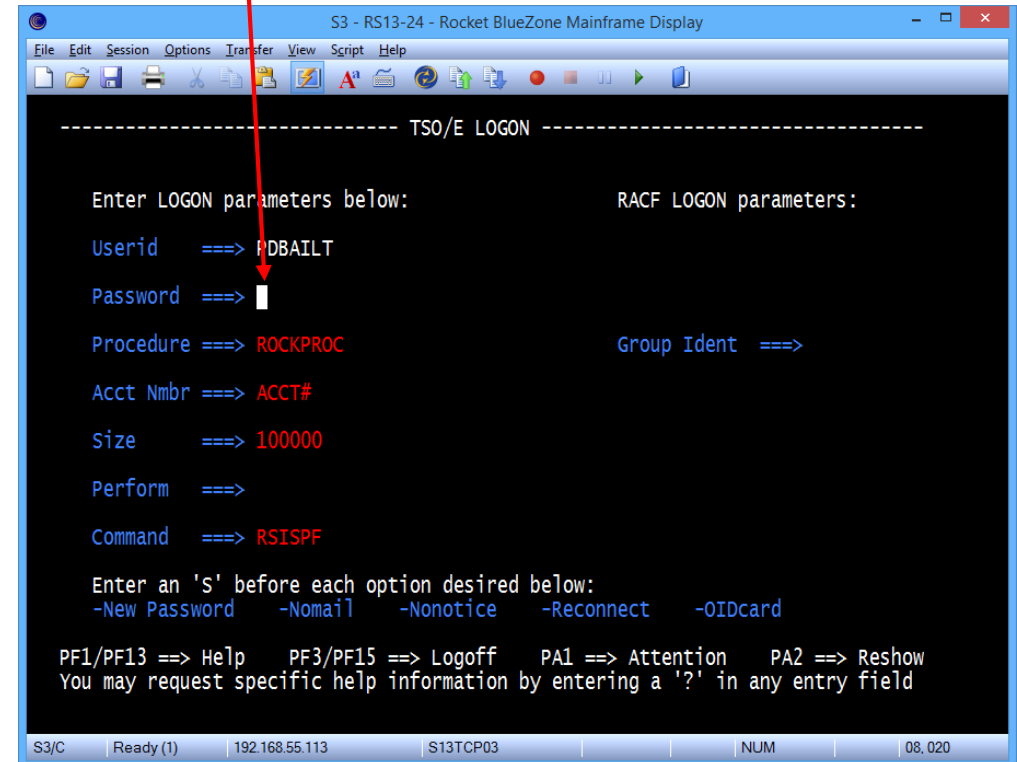 S3 - RS13-24 - Rocket BlueZone Mainframe Display
File Edit Session Options Transfer View Script Help
------------------------------- TSO/E LOGON -----------------------------------
Enter LOGON parameters below: RACF LOGON parameters:
Userid ===> PDBAILT
Password ===>
Procedure ===> ROCKPROC Group Ident ===>
Acct Nmbr ===> ACCT#
Size ===> 100000
Perform ===>
Command ===> RSISPF
Enter an 'S' before each option desired below:
-New Password -Nomail -Nonotice -Reconnect -OIDcard
PF1/PF13 ==> Help PF3/PF15 ==> Logoff PA1 ==> Attention PA2 ==> Reshow
You may request specific help information by entering a '?' in any entry field
S3/C Ready (1) 192.168.55.113 S13TCP03 NUM 08, 020